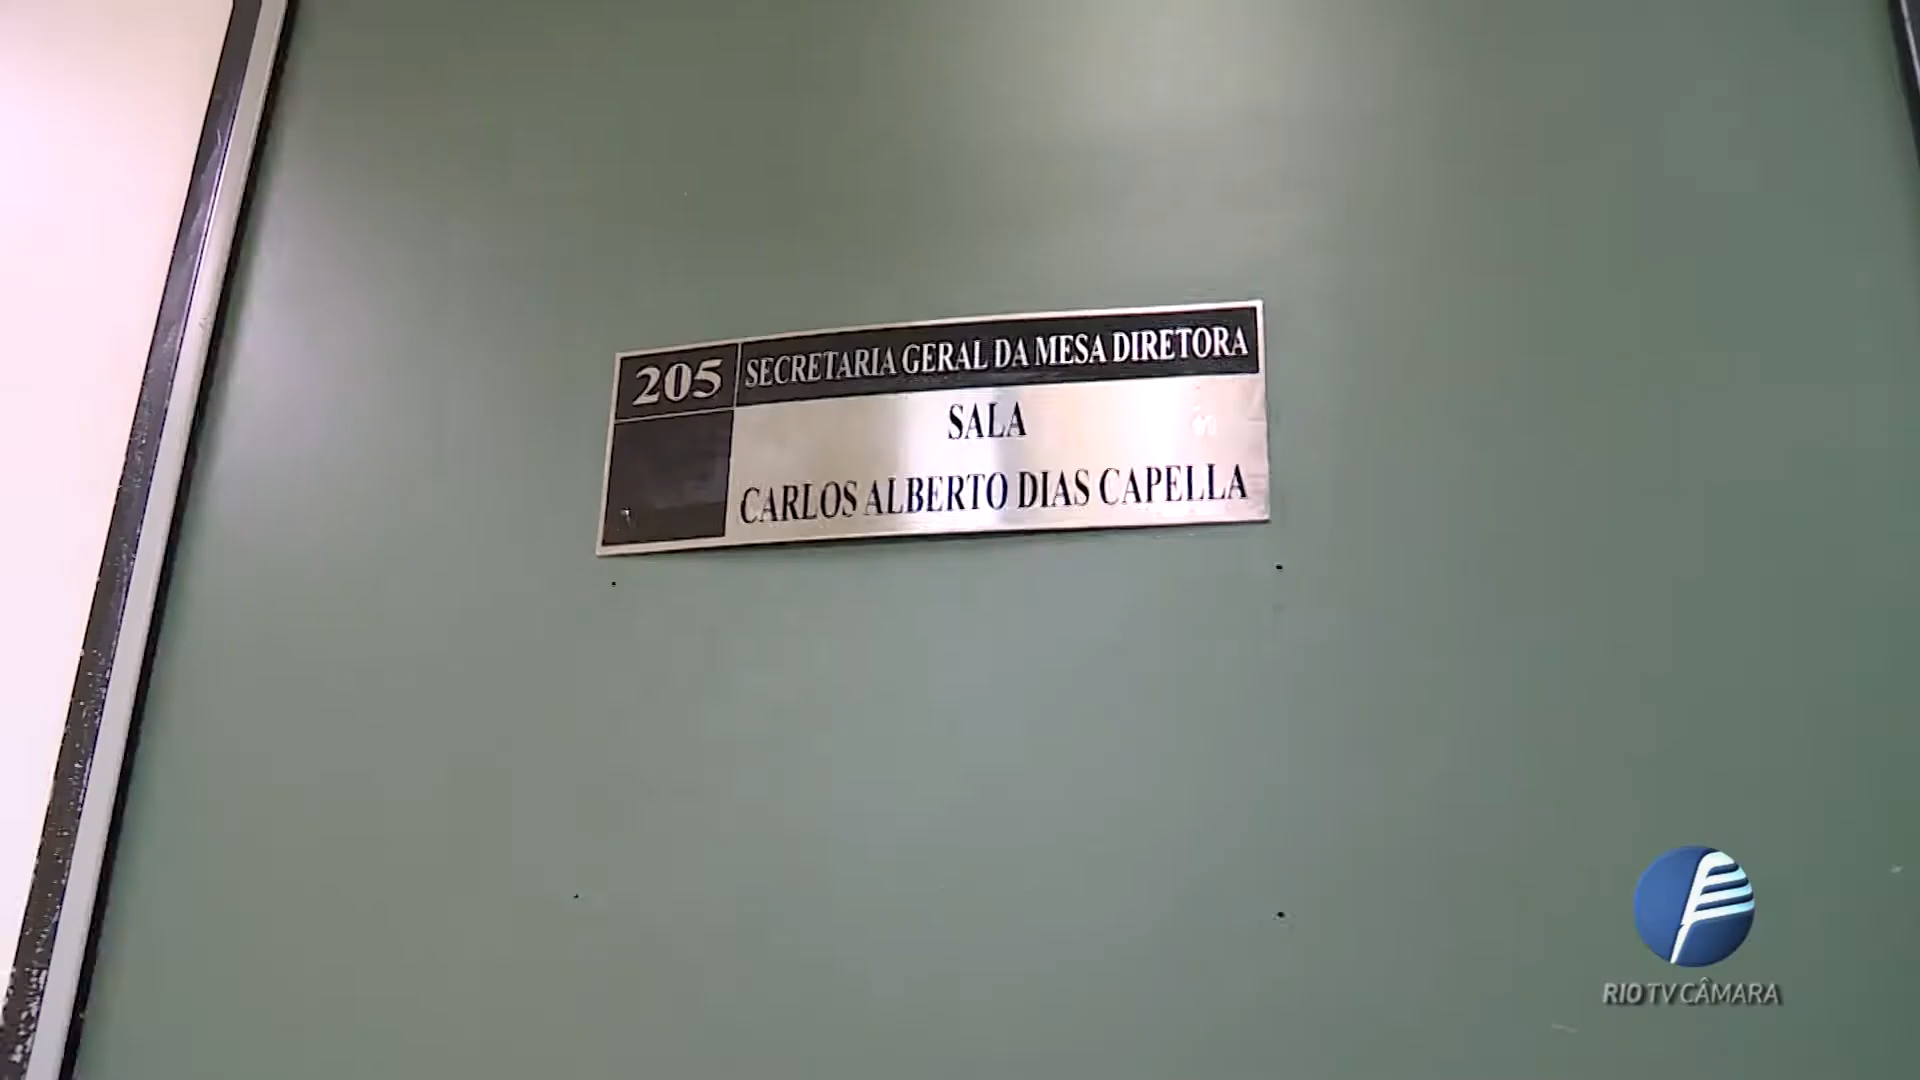 205 SECRETARIA GERAL DA MESA DIRETORA
SALA
CARLOS ALBERTO DIAS CAPELLA
RIO TV CÂMARA